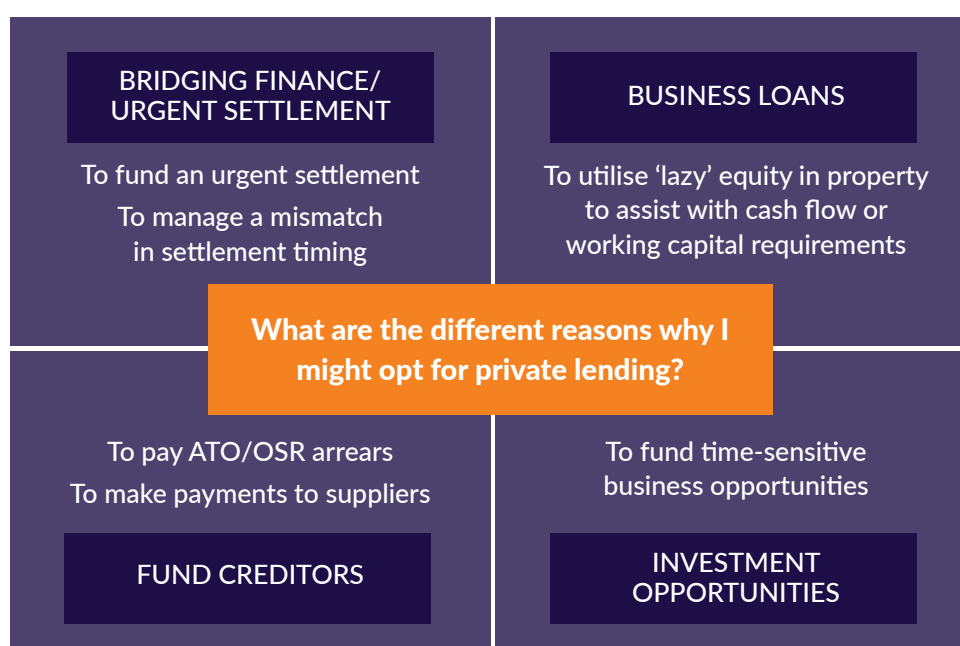 BRIDGING FINANCE/
URGENT SETTLEMENT
To fund an urgent settlement
To manage a mismatch
in settlement timing
BUSINESS LOANS
To utilise ‘lazy’ equity in property
to assist with cash flow or
working capital requirements
What are the different reasons why I
might opt for private lending?
To pay ATO/OSR arrears
To make payments to suppliers
FUND CREDITORS
To fund time-sensitive
business opportunities
INVESTMENT
OPPORTUNITIES